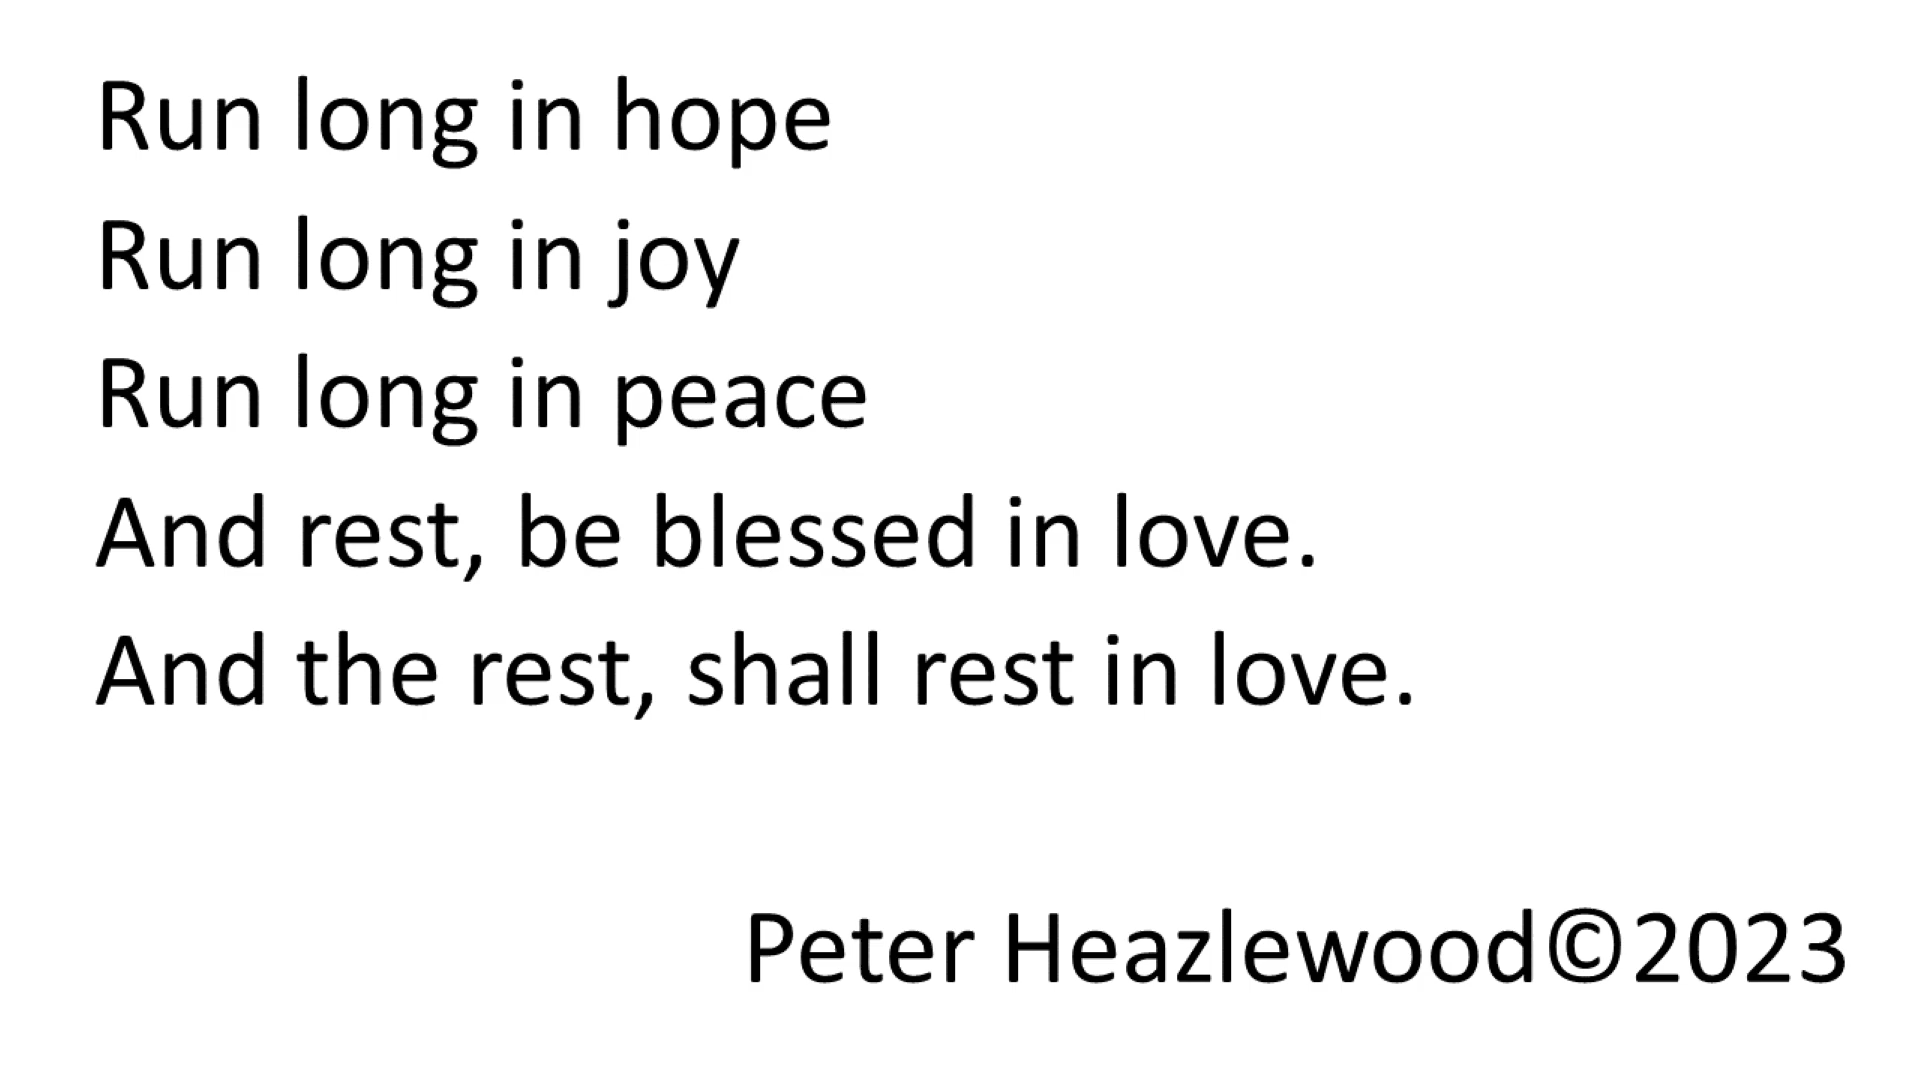 Run long in hope
Run long in joy
Run long in peace
And rest, be blessed in love.
And the rest, shall rest in love.
Peter Heazlewood©2023